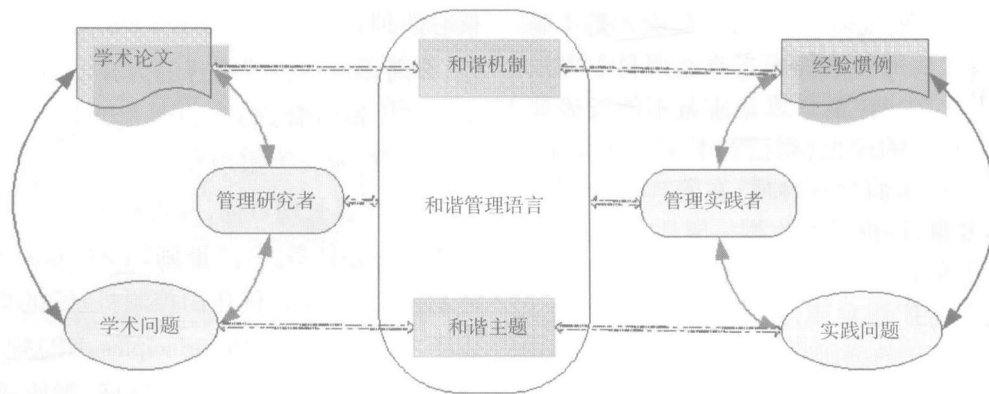 学术论文
和谐机制
经验惯例
管理研究者
和谐管理语言
管理实践者
学术问题
和谐主题
实践问题